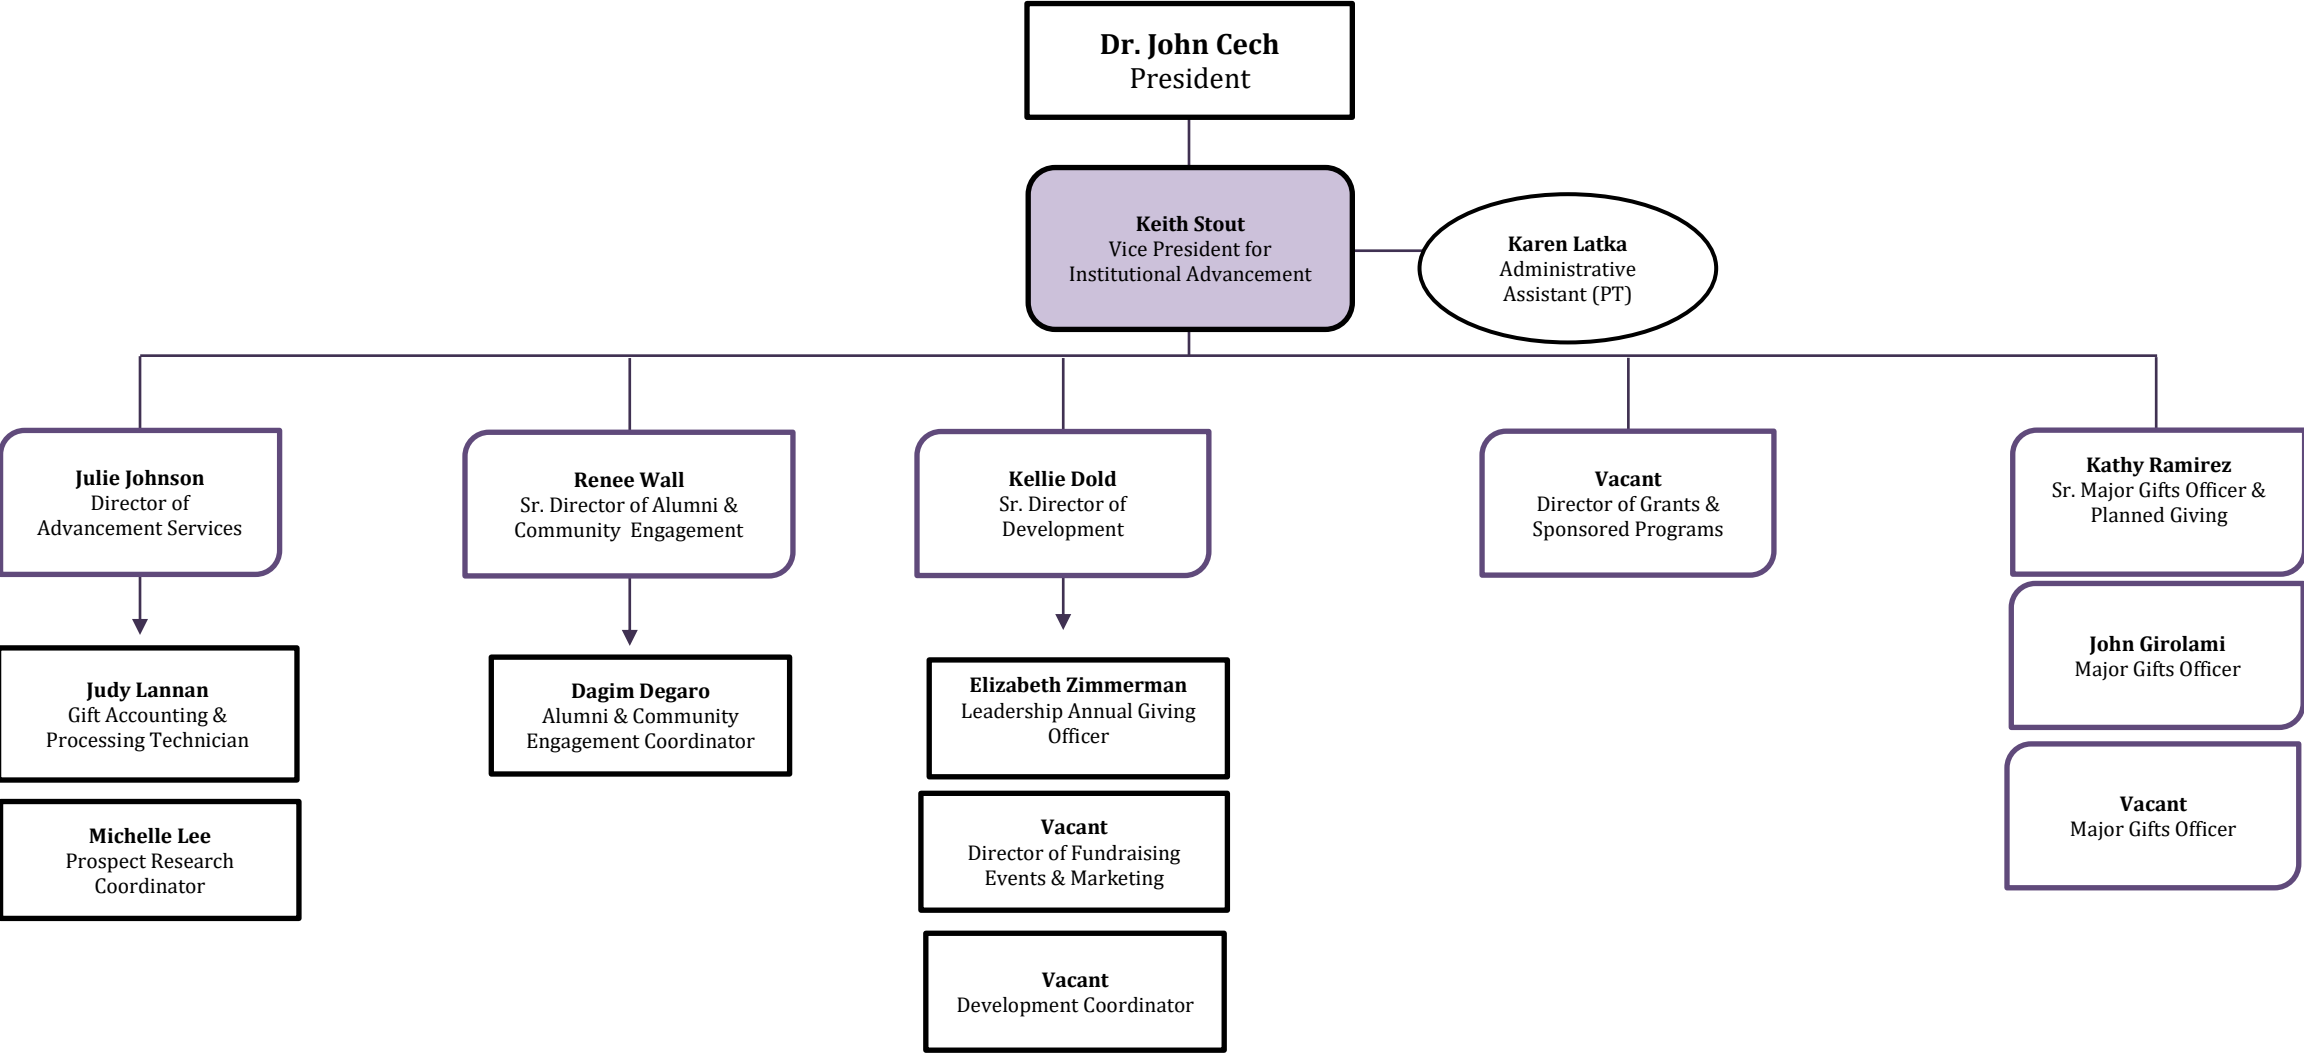 Dr. John Cech
President
Keith Stout
Vice President for
Institutional Advancement
Karen Latka
Administrative
Assistant (PT)
Julie Johnson
Director of
Advancement Services
Renee Wall
Sr. Director of Alumni &
Community  Engagement
Kellie Dold
Sr. Director of
Development
Vacant
Director of Grants &
Sponsored Programs
Kathy Ramirez
Sr. Major Gifts Officer &
Planned Giving
Judy Lannan
Gift Accounting &
Processing Technician
Michelle Lee
Prospect Research
Coordinator
Dagim Degaro
Alumni & Community
Engagement Coordinator
Elizabeth Zimmerman
Leadership Annual Giving
Officer
Vacant
Director of Fundraising
Events & Marketing
Vacant
Development Coordinator
John Girolami
Major Gifts Officer
Vacant
Major Gifts Officer